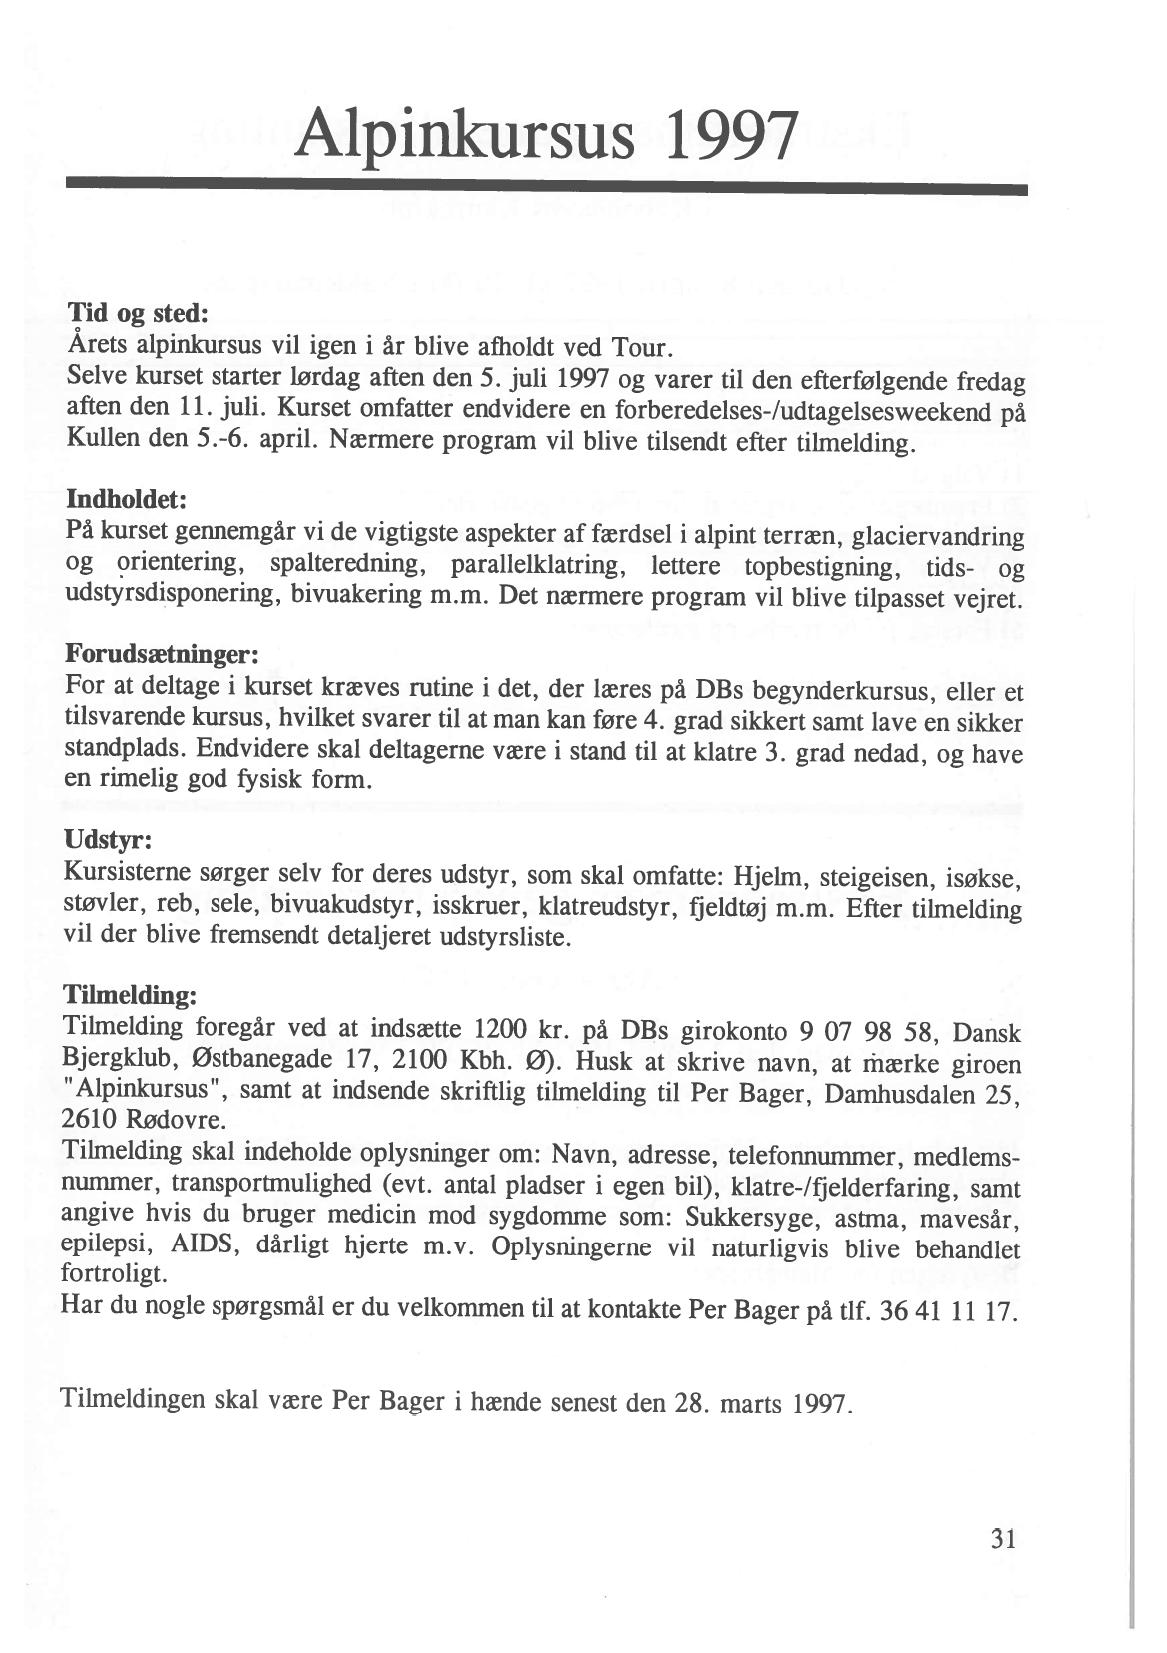 Alpinkursus 1997
Tid og sted:
Årets alpinkursus vil igen i år blive afholdt ved Tour.
Selve kurset starter lørdag aften den 5. juli 1997 og varer til den efterfølgende fredag
aften den 11. juli. Kurset omfatter endvidere en forberedelses-/udtagelsesweekend på
Kullen den 5.-6. april. Nærmere program vil blive tilsendt efter tilmelding.
Indholdet:
På kurset gennemgår vi de vigtigste aspekter af færdsel i alpint terræn, glaciervandring
og orientering, spalteredning, parallelklatring, lettere topbestigning, tids- og
udstyrsdisponering, bivuakering m.m. Det nærmere program vil blive tilpasset vejret.
Forudsætninger:
For at deltage i kurset kræves rutine i det, der læres på DBs begynderkursus, eller et
tilsvarende kursus, hvilket svarer til at man kan føre 4. grad sikkert samt lave en sikker
standplads. Endvidere skal deltagerne være i stand til at klatre 3. grad nedad, og have
en rimelig god fysisk form.
Udstyr:
Kursisterne sørger selv for deres udstyr, som skal omfatte: Hjelm, steigeisen, isøkse,
støvler, reb, sele, bivuakudstyr, isskruer, klatreudstyr, fjeldtøj m.m. Efter tilmelding
vil der blive fremsendt detaljeret udstyrsliste.
Tilmelding:
Tilmelding foregår ved at indsætte 1200 kr. på DBs girokonto 9 07 98 58, Dansk
Bjergklub, Østbanegade 17, 2100 Kbh. Ø). Husk at skrive navn, at mærke giroen
"Alpinkursus", samt at indsende skriftlig tilmelding til Per Bager, Damhusdalen 25,
2610 Rødovre.
Tilmelding skal indeholde oplysninger om: Navn, adresse, telefonnummer, medlems-
nummer, transportmulighed (evt. antal pladser i egen bil), klatre-/fjelderfaring, samt
angive hvis du bruger medicin mod sygdomme som: Sukkersyge, astma, mavesår,
epilepsi, AIDS, dårligt hjerte m.v. Oplysningerne vil naturligvis blive behandlet
fortroligt.
Har du nogle spørgsmål er du velkommen til at kontakte Per Bager på tlf. 36 41 11 17.
Tilmeldingen skal være Per Bager i hænde senest den 28. marts 1997.
31